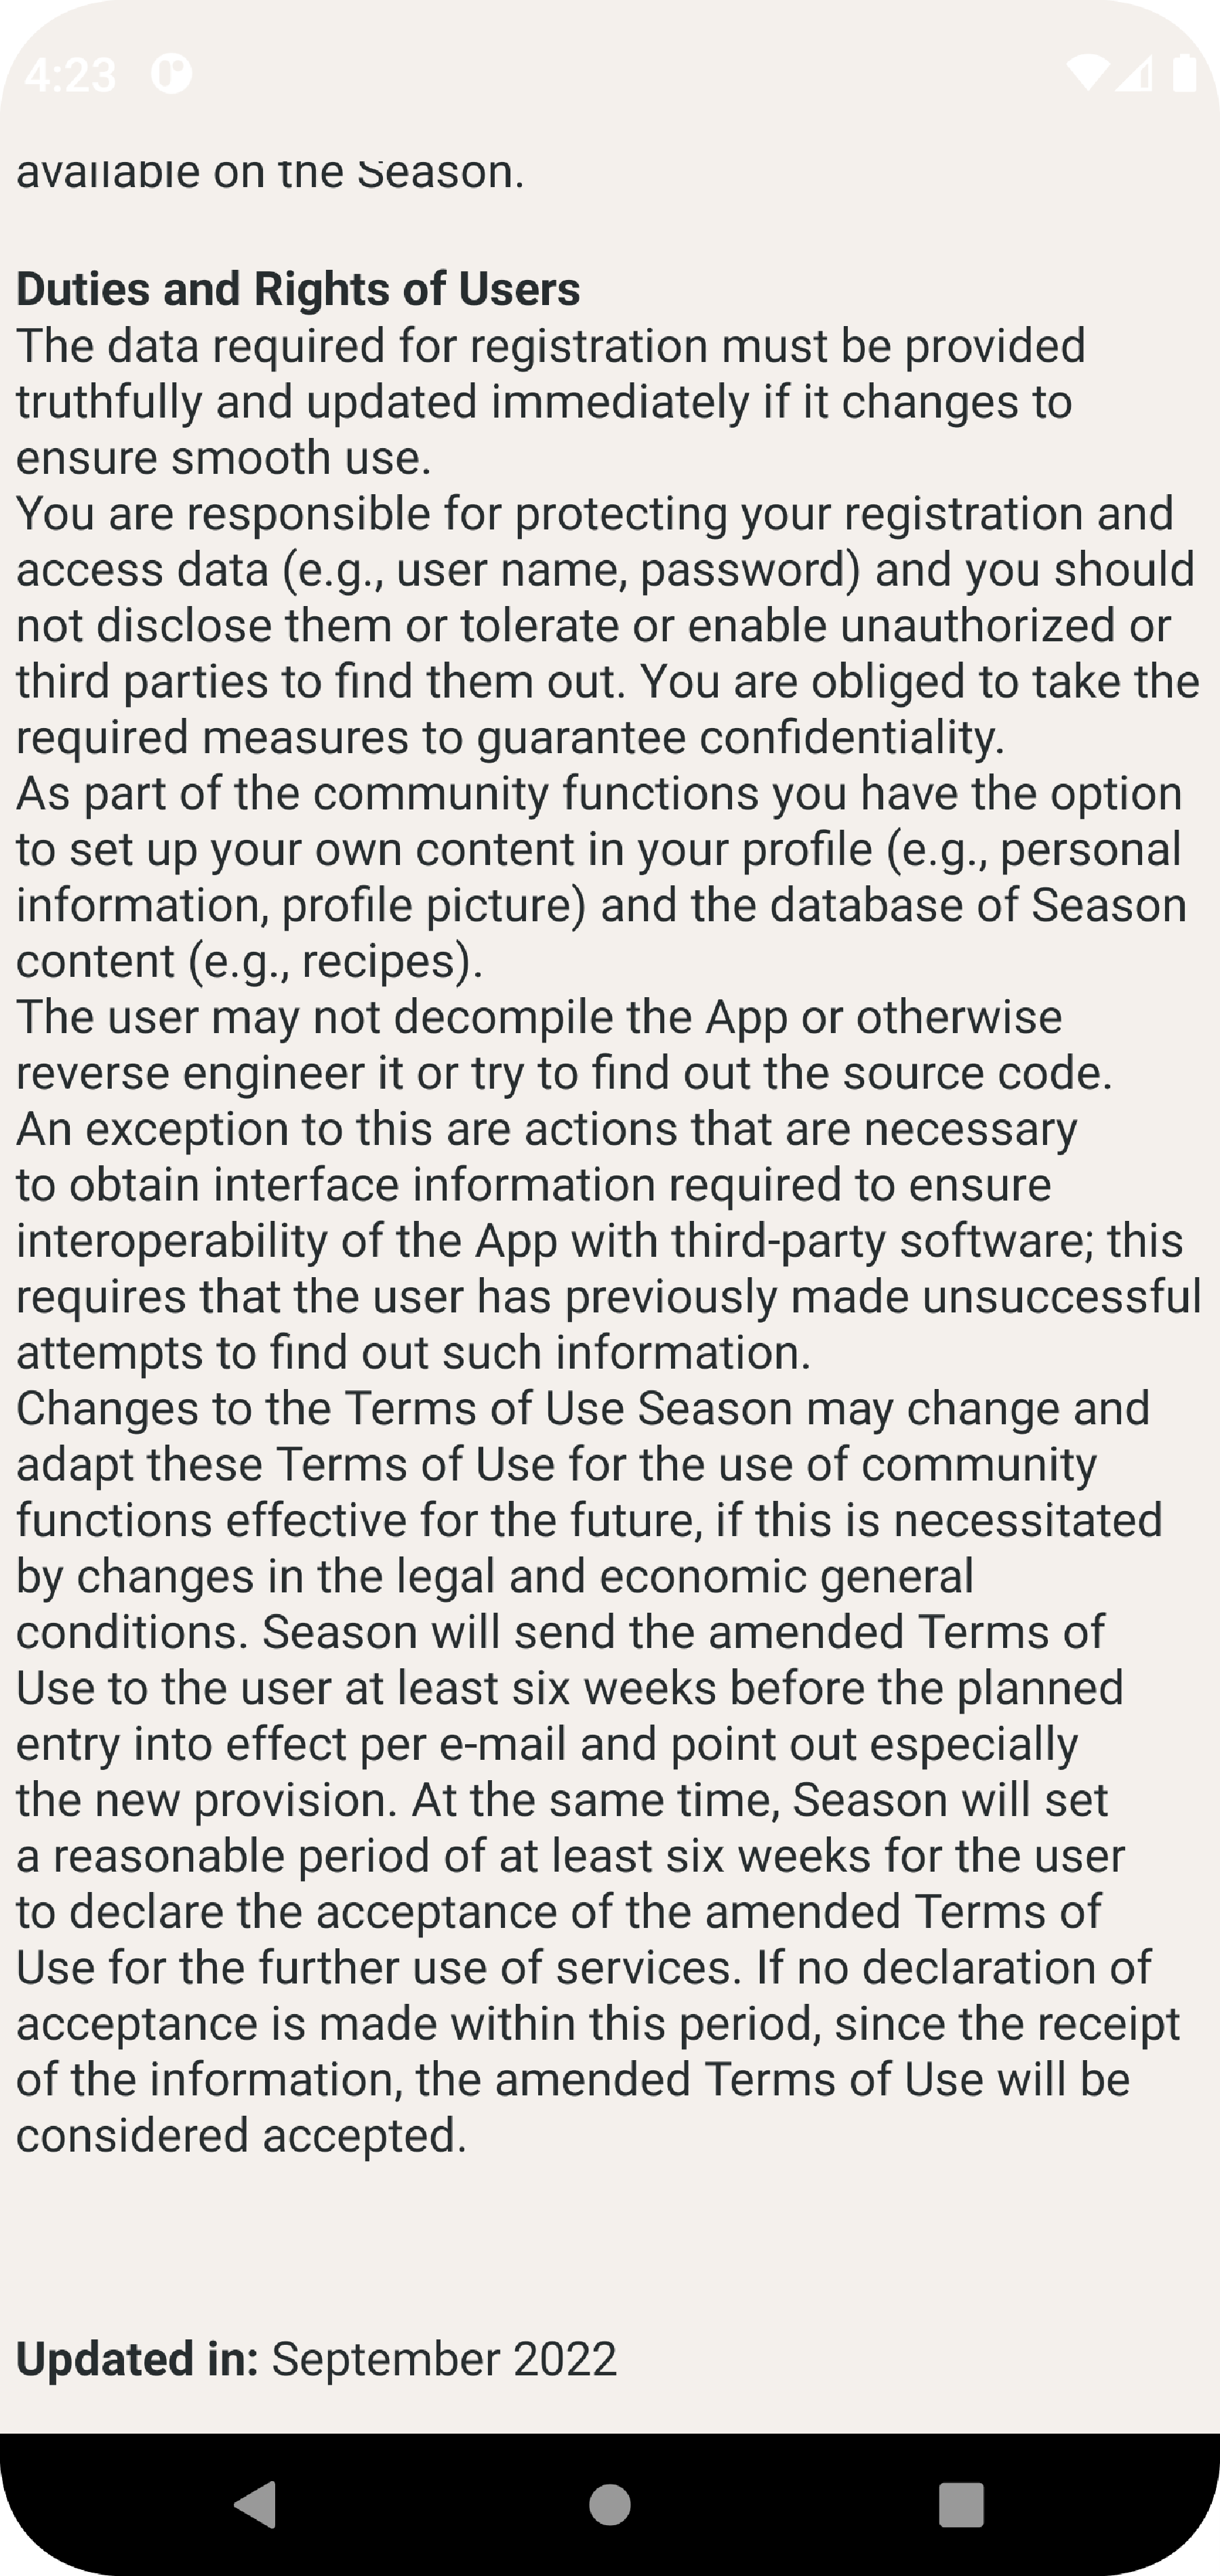 4:23
available on the Season.
Duties and Rights of Users
The data required for registration must be provided
truthfully and updated immediately if it changes to
ensure smooth use.
You are responsible for protecting your registration and
access data (e.g., user name, password) and you should
not disclose them or tolerate or enable unauthorized or
third parties to find them out. You are obliged to take the
required measures to guarantee confidentiality.
As part of the community functions you have the option
to set up your own content in your profile (e.g., personal
information, profile picture) and the database of Season
content (e.g., recipes).
The user may not decompile the App or otherwise
reverse engineer it or try to find out the source code.
An exception to this are actions that are necessary
to obtain interface information required to ensure
interoperability of the App with third-party software; this
requires that the user has previously made unsuccessful
attempts to find out such information.
Changes to the Terms of Use Season may change and
adapt these Terms of Use for the use of community
functions effective for the future, if this is necessitated
by changes in the legal and economic general
conditions. Season will send the amended Terms of
Use to the user at least six weeks before the planned
entry into effect per e-mail and point out especially
the new provision. At the same time, Season will set
a reasonable period of at least six weeks for the user
to declare the acceptance of the amended Terms of
Use for the further use of services. If no declaration of
acceptance is made within this period, since the receipt
of the information, the amended Terms of Use will be
considered accepted.
Updated in: September 2022